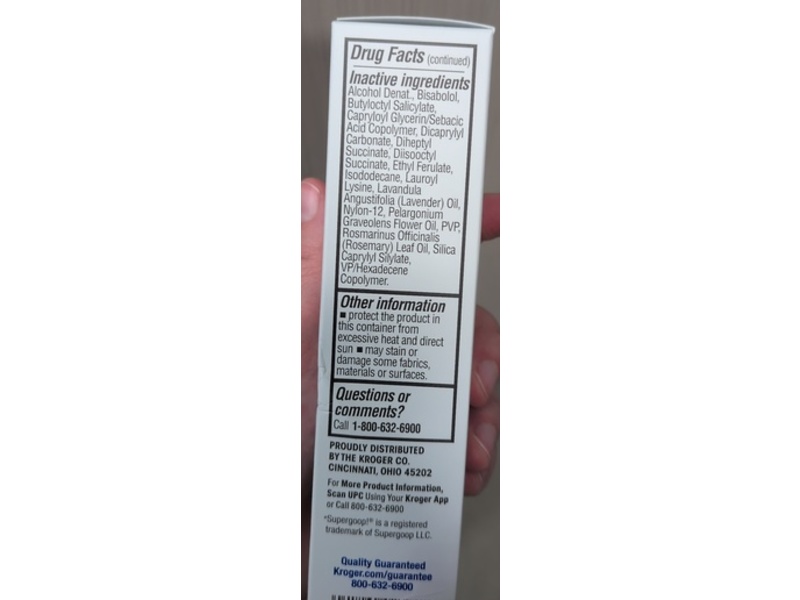 Drug Facts (continued)
Inactive ingredients
Alcohol Denat., Bisabolol,
Butyloctyl Salicylate,
Capryloyl Glycerin/Sebacic
Acid Copolymer, Dicaprylyl
Carbonate, Diheptyl
Succinate, Diisooctyl
Succinate, Ethyl Ferulate,
Isododecane, Lauroyl
Lysine, Lavandula
Angustifolia (Lavender) Oil,
Nylon-12, Pelargonium
Graveolens Flower Oil, PVP,
Rosmarinus Officinalis
(Rosemary) Leaf Oil, Silica
Caprylyl Silylate,
VP/Hexadecene
Copolymer.
Other information
■ protect the product in
this container from
excessive heat and direct
sun ■ may stain or
damage some fabrics,
materials or surfaces.
Questions or
comments?
Call 1-800-632-6900
PROUDLY DISTRIBUTED
BY THE KROGER CO.
CINCINNATI, OHIO 45202
For More Product Information,
Scan UPC Using Your Kroger App
or Call 800-632-6900
*Supergoop!® is a registered
trademark of Supergoop LLC.
Quality Guaranteed
Kroger.com/guarantee
800-632-6900